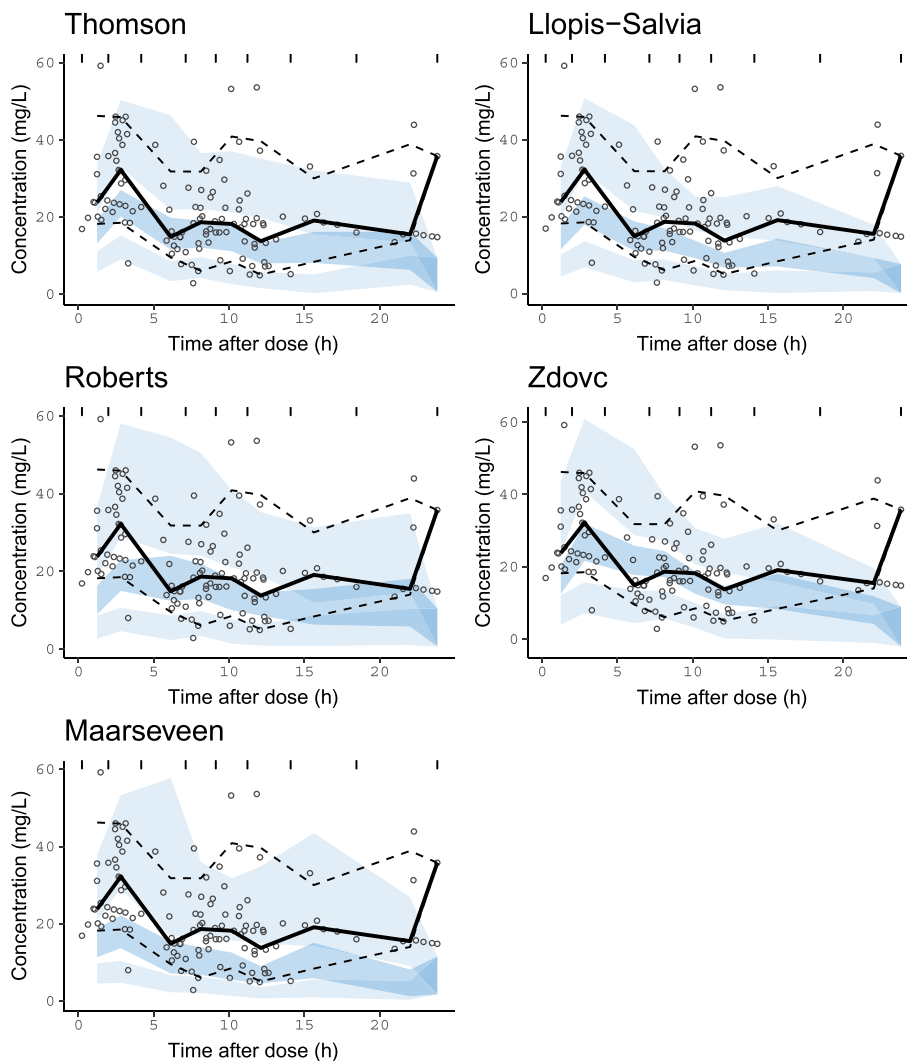 Thomson
Llopis−Salvia
Concentration (mg/L)
60
40
20
0
0 5 10 15 20
Time after dose (h)
Concentration (mg/L)
60
40
20
0
0 5 10 15 20
Time after dose (h)
Roberts
Zdovc
Concentration (mg/L)
60
40
20
0
0 5 10 15 20
Time after dose (h)
Concentration (mg/L)
60
40
20
0
0 5 10 15 20
Time after dose (h)
Maarseveen
Concentration (mg/L)
60
40
20
0
0 5 10 15 20
Time after dose (h)